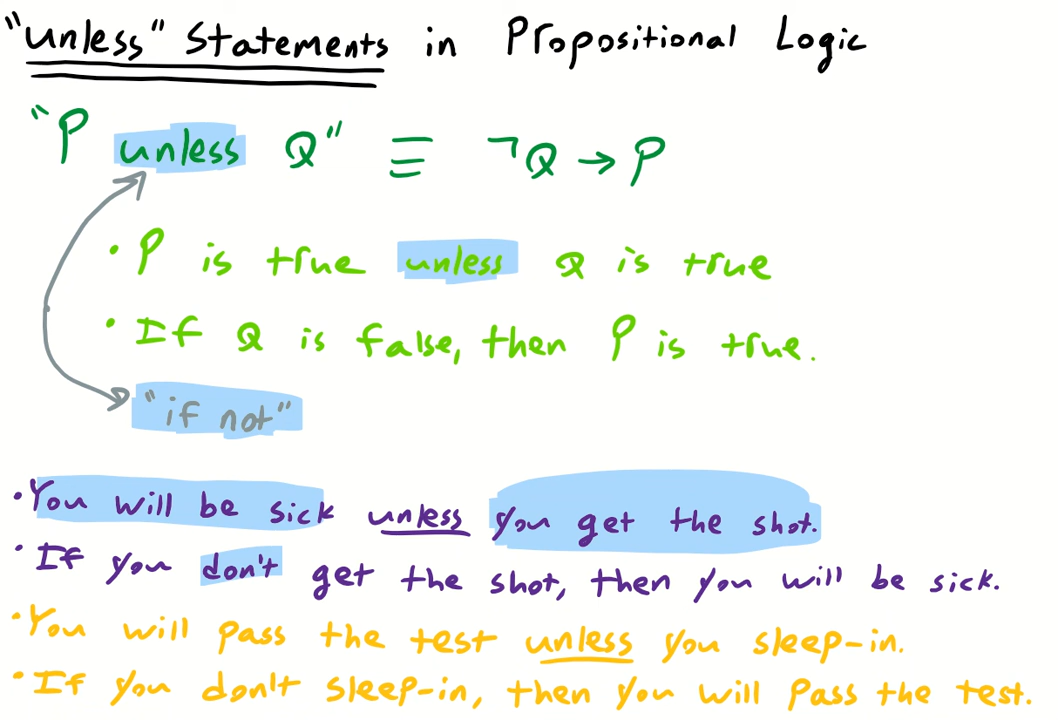 "unless" Statements in Propositional Logic
"P unless Q" ≡ ¬Q → P
• P is true unless Q is true
• If Q is false, then P is true.
"if not"
• You will be sick unless you get the shot.
• If you don't get the shot, then you will be sick.
• You will pass the test unless you sleep-in.
• If you don't sleep-in, then you will pass the test.